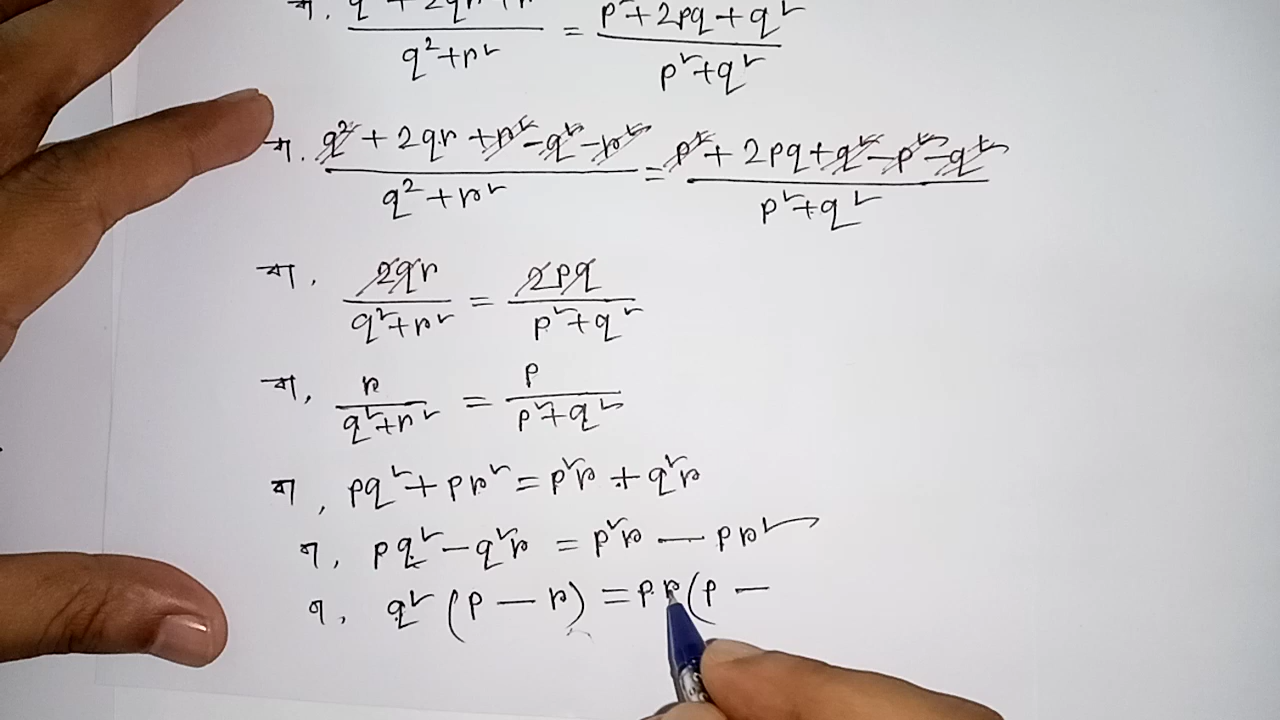 বা, (q² + 2qr + r²)/(q² + r²) = (p² + 2pq + q²)/(p² + q²)
বা, (q² + 2qr + r² - q² - r²)/(q² + r²) = (p² + 2pq + q² - p² - q²)/(p² + q²)
বা, 2qr/(q² + r²) = 2pq/(p² + q²)
বা, r/(q² + r²) = p/(p² + q²)
বা, pq² + pr² = p²r + q²r
বা, pq² - q²r = p²r - pr²
বা, q² (p - r) = pr(p -